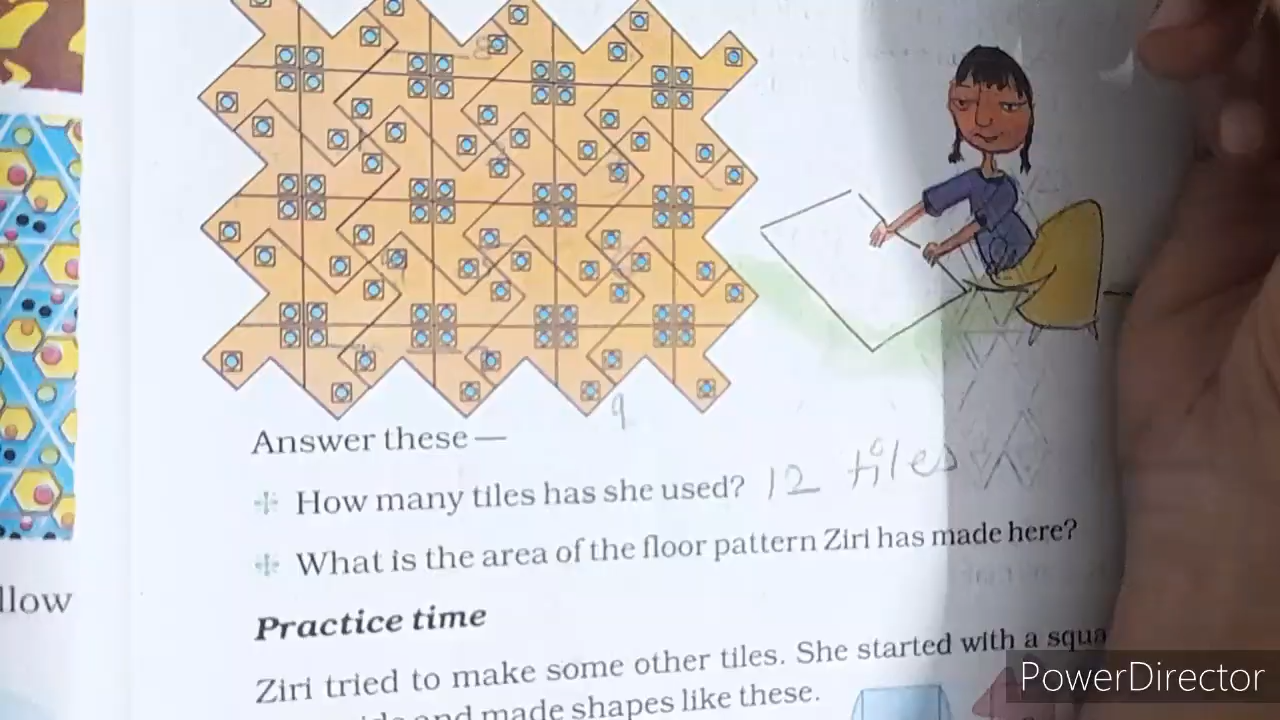 9
Answer these —
How many tiles has she used? 12 tiles
What is the area of the floor pattern Ziri has made here?
llow
Practice time
Ziri tried to make some other tiles. She started with a squa
and made shapes like these.
PowerDirector